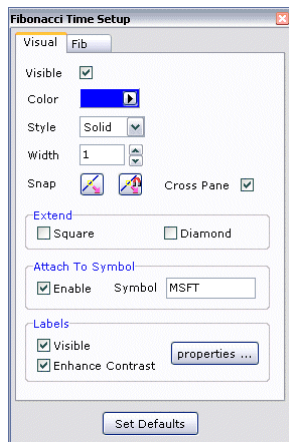 Fibonacci Time Setup
Visual Fib
Visible
Color
Style Solid
Width 1
Snap Cross Pane
Extend
Square Diamond
Attach To Symbol
Enable Symbol MSFT
Labels
Visible
properties ...
Enhance Contrast
Set Defaults